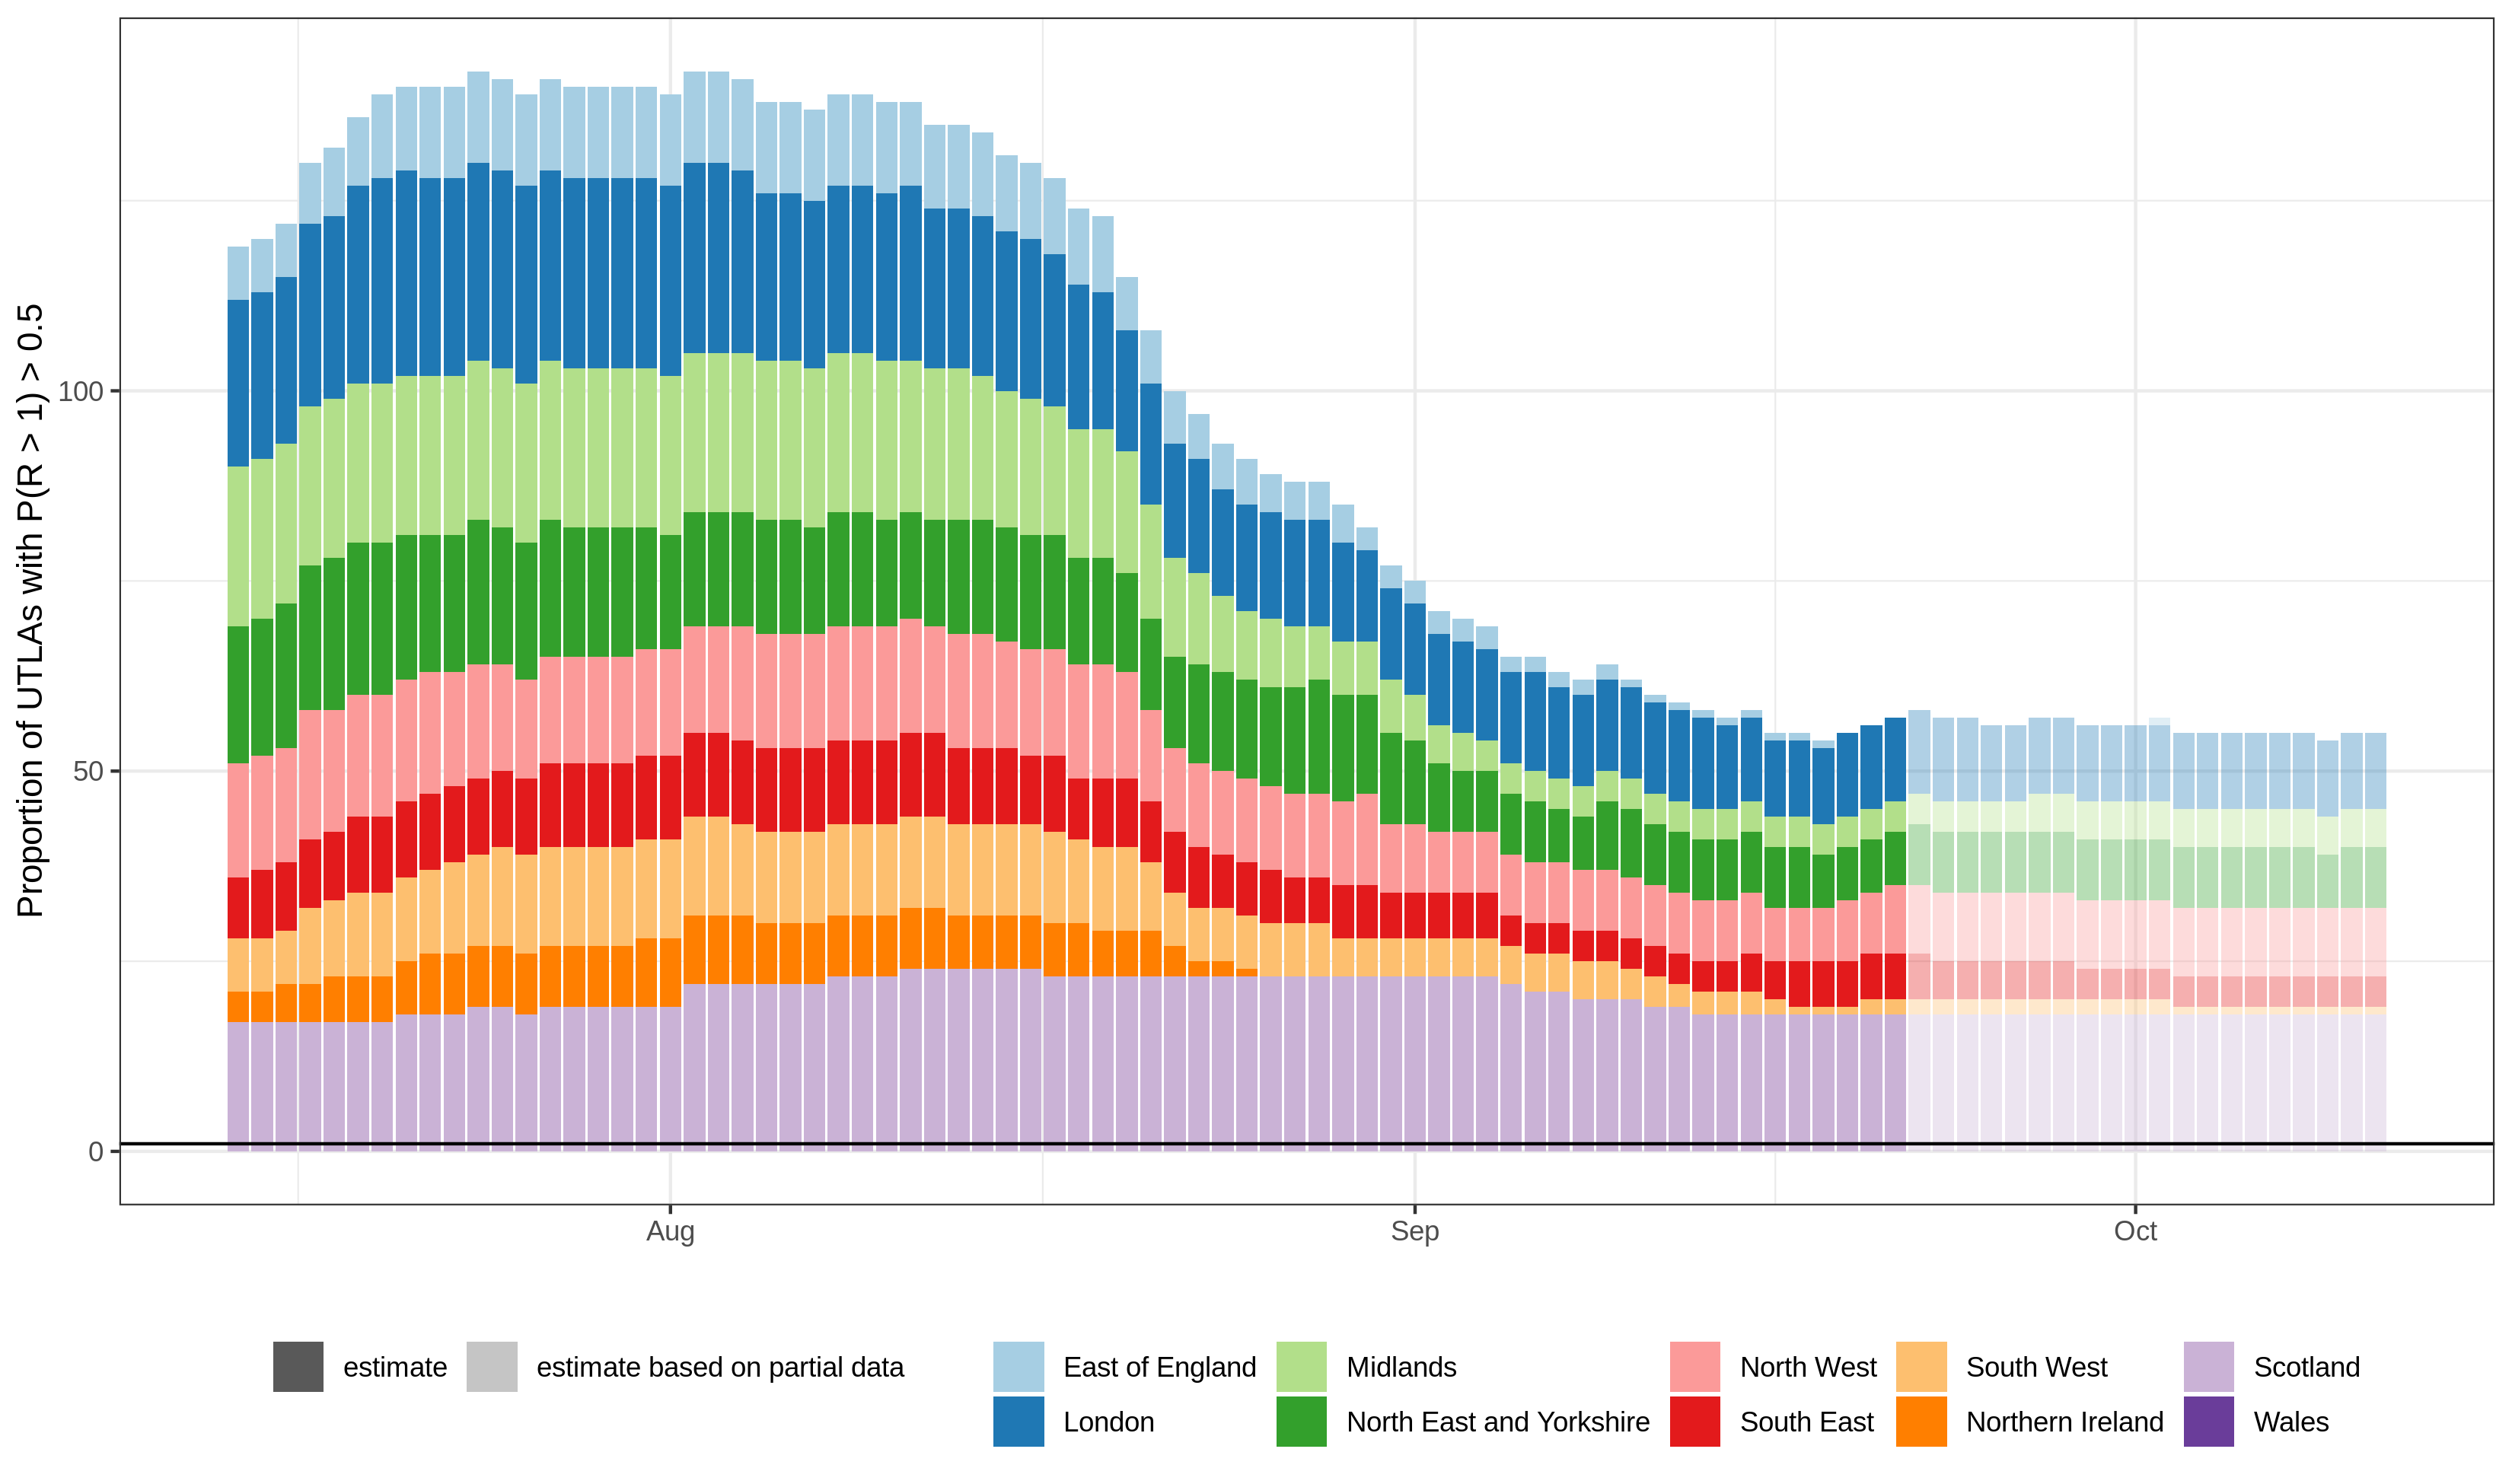 Proportion of UTLAs with P(R > 1) > 0.5
100
50
0
Aug Sep Oct
estimate estimate based on partial data East of England Midlands North West South West Scotland
London North East and Yorkshire South East Northern Ireland Wales